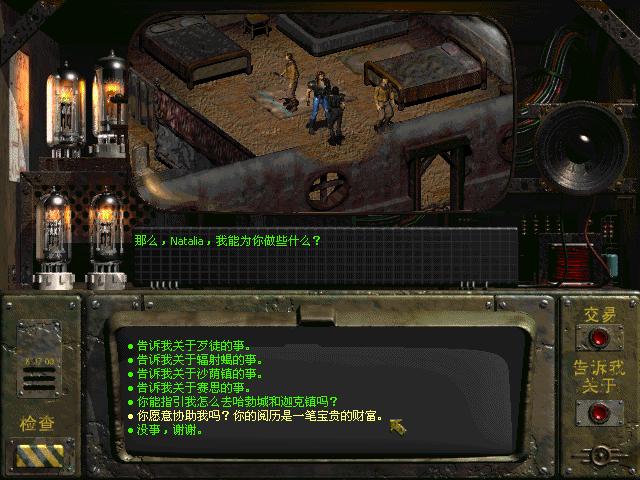 那么，Natalia，我能为你做些什么？
● 告诉我关于歹徒的事。
● 告诉我关于辐射蝎的事。
● 告诉我关于沙荫镇的事。
● 告诉我关于赛思的事。
● 你能指引我怎么去哈勃城和迦克镇吗？
● 你愿意协助我吗？你的阅历是一笔宝贵的财富。
● 没事，谢谢。
交易
告诉我
关于
检查